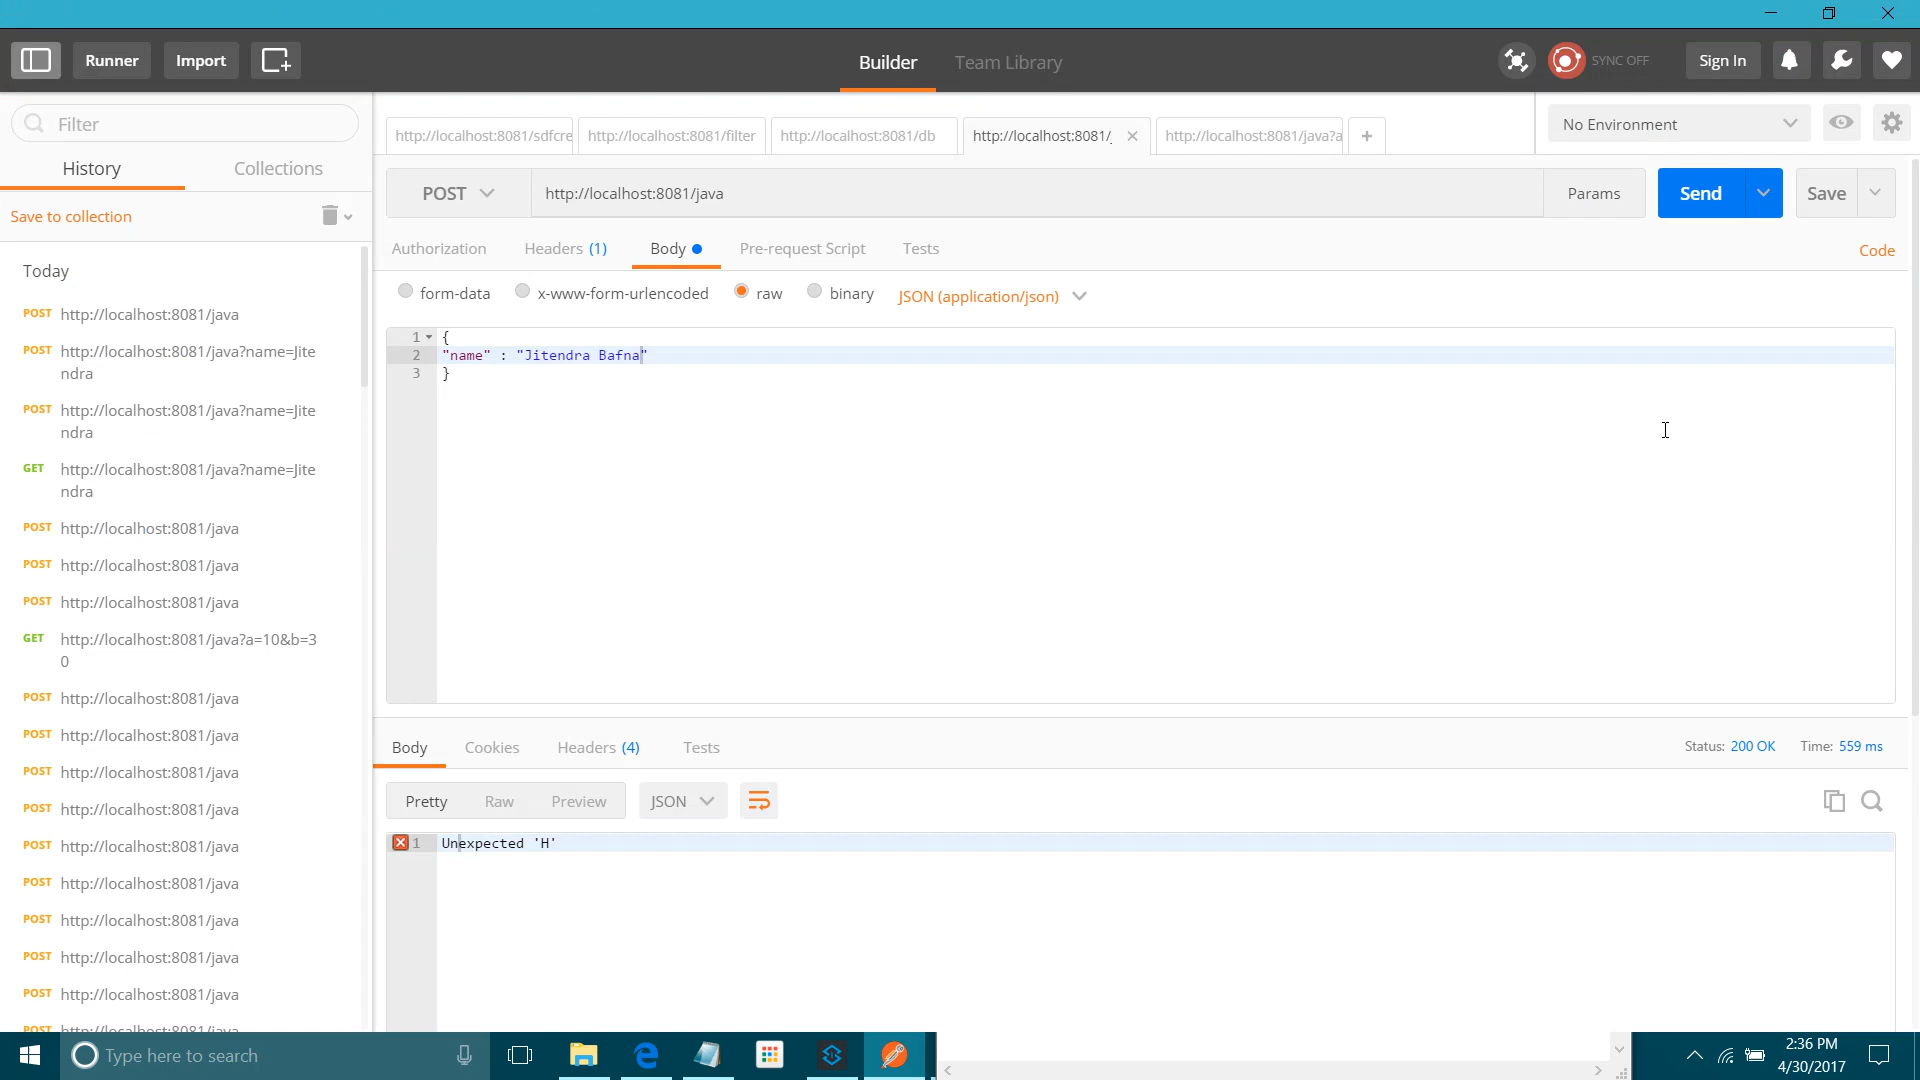 Runner
Import
Builder
Team Library
SYNC OFF
Sign In
Filter
http://localhost:8081/sdfcre
http://localhost:8081/filter
http://localhost:8081/db
http://localhost:8081/j
http://localhost:8081/java?a
+
No Environment
History
Collections
POST
http://localhost:8081/java
Params
Send
Save
Save to collection
Authorization
Headers (1)
Body
Pre-request Script
Tests
Code
Today
form-data
x-www-form-urlencoded
raw
binary
JSON (application/json)
POST http://localhost:8081/java
POST http://localhost:8081/java?name=Jite
ndra
POST http://localhost:8081/java?name=Jite
ndra
GET http://localhost:8081/java?name=Jite
ndra
POST http://localhost:8081/java
POST http://localhost:8081/java
POST http://localhost:8081/java
GET http://localhost:8081/java?a=10&b=3
0
POST http://localhost:8081/java
POST http://localhost:8081/java
POST http://localhost:8081/java
POST http://localhost:8081/java
POST http://localhost:8081/java
POST http://localhost:8081/java
POST http://localhost:8081/java
POST http://localhost:8081/java
POST http://localhost:8081/java
POST http://localhost:8081/java
1 {
2 "name" : "Jitendra Bafna"
3 }
Body
Cookies
Headers (4)
Tests
Status: 200 OK
Time: 559 ms
Pretty
Raw
Preview
JSON
1 Unexpected 'H'
Type here to search
2:36 PM
4/30/2017